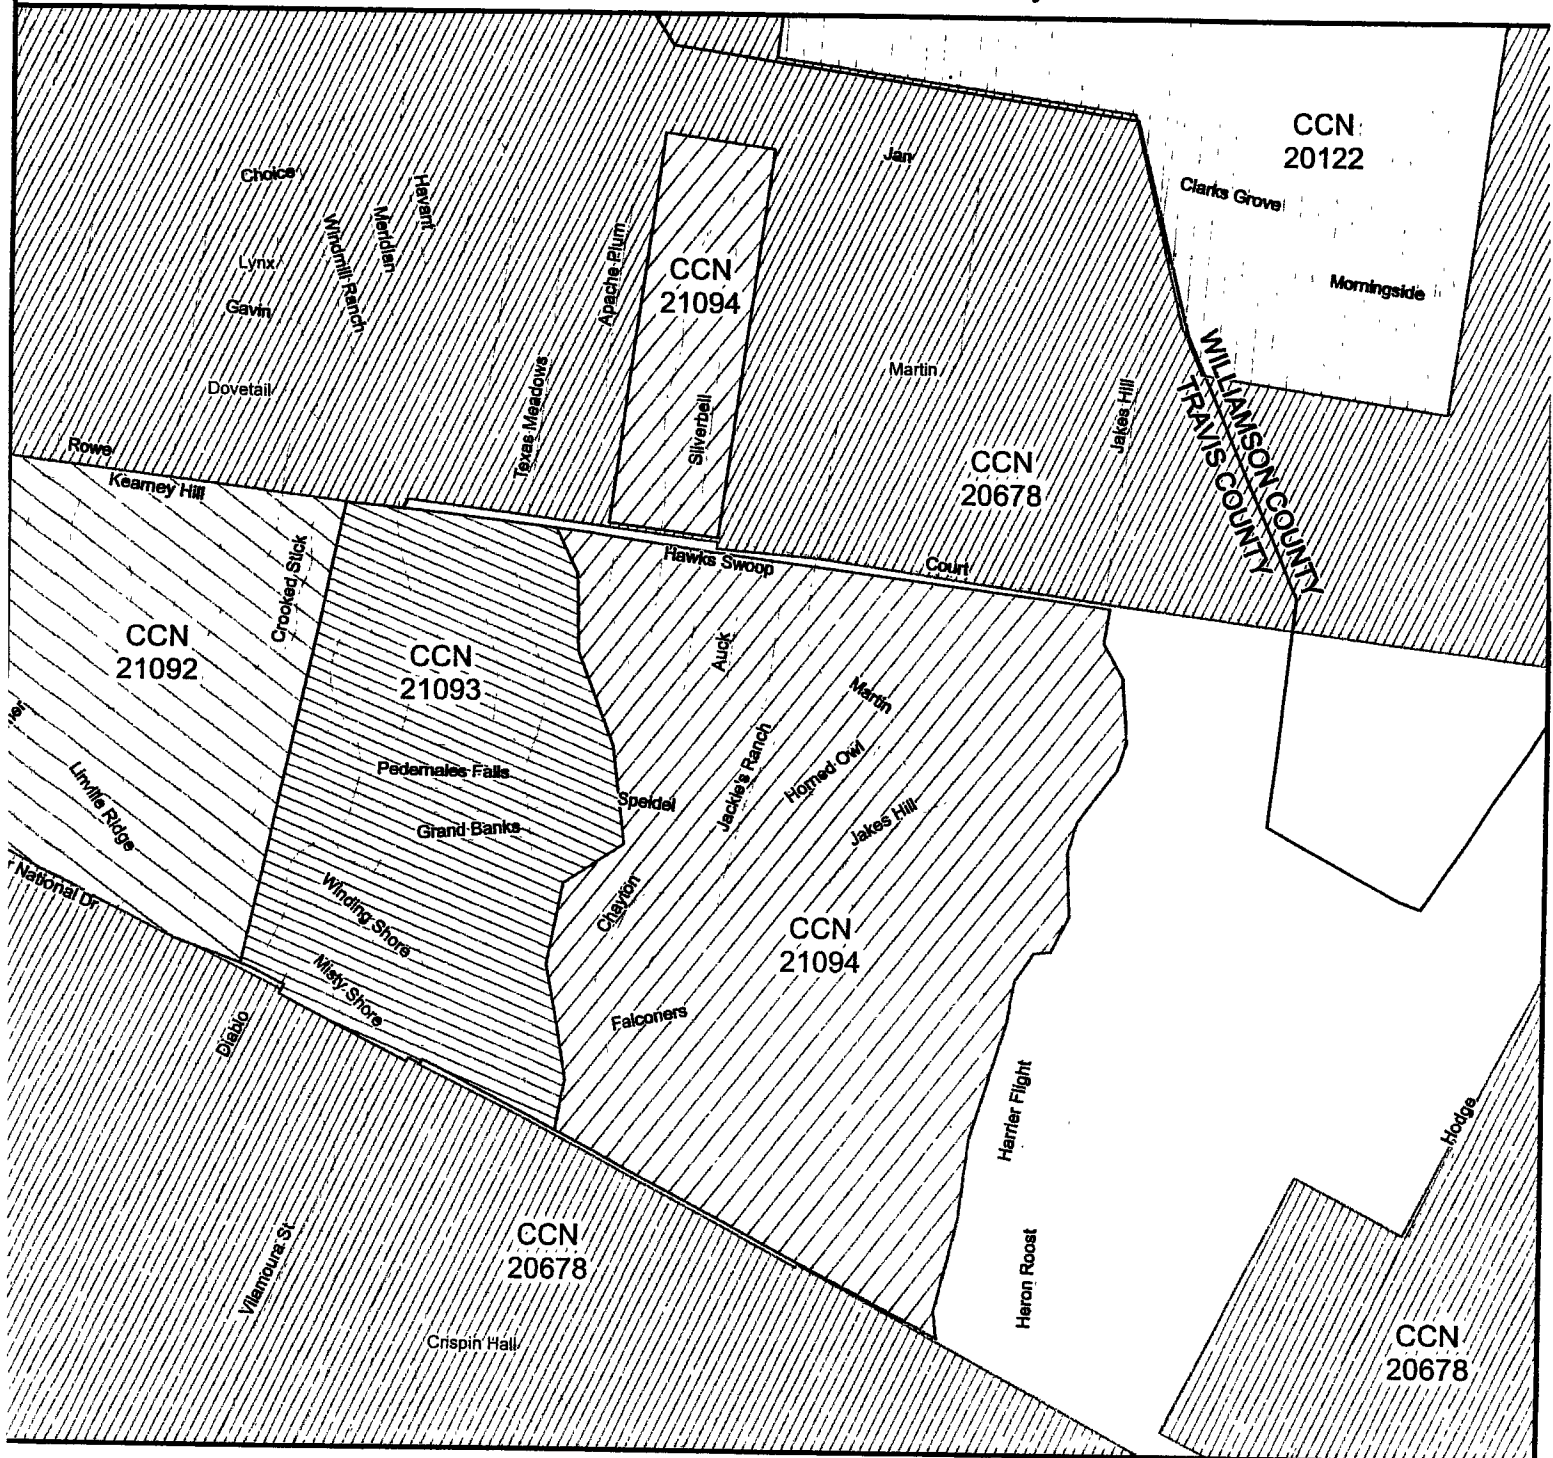 CCN
20122
Jan
Choice
Havant
Clarks Grove
Meridian
Windmill Ranch
Apache Plum
Lynx
CCN
21094
Morningside
Gavin
Martin
Dovetail
Texas Meadows
Silverbell
Jakes Hill
WILLIAMSON COUNTY
TRAVIS COUNTY
Rowe
CCN
20678
Kearney Hill
Crooked Stick
Hawks Swoop
Court
CCN
21092
CCN
21093
Auck
Martin
ner
Linville Ridge
Pedernales Falls
Speidel
Jackie's Ranch
Horned Owl
Grand Banks
Jakes Hill
National Dr
Winding Shore
Chayton
CCN
21094
Misty Shore
Falconers
Diablo
Harrier Flight
Hodge
Vilamoura St
CCN
20678
Heron Roost
Crispin Hall
CCN
20678